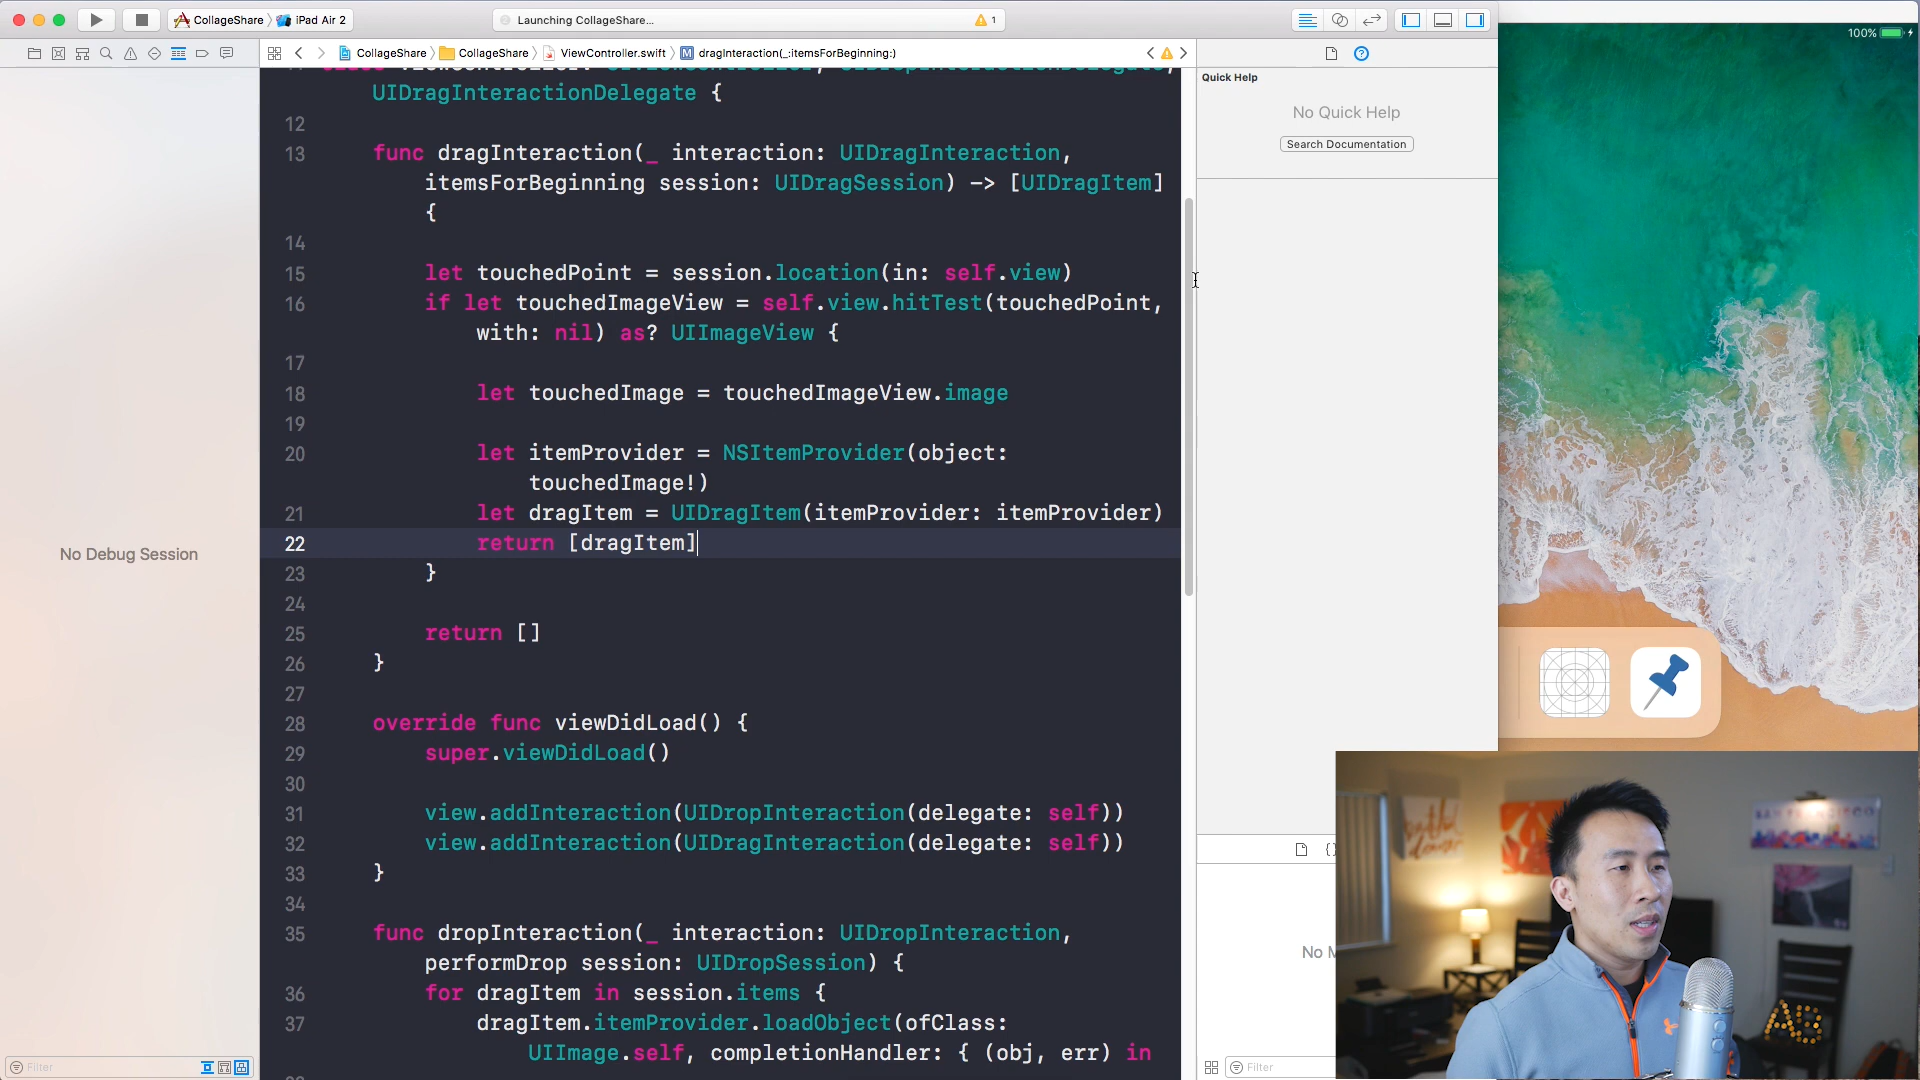 CollageShare
iPad Air 2
Launching CollageShare...
1
100%
CollageShare
CollageShare
ViewController.swift
M
dragInteraction(_:itemsForBeginning:)
Quick Help
No Quick Help
Search Documentation
UIDragInteractionDelegate {
12
13 func dragInteraction(_ interaction: UIDragInteraction,
itemsForBeginning session: UIDragSession) -> [UIDragItem]
{
14
15 let touchedPoint = session.location(in: self.view)
16 if let touchedImageView = self.view.hitTest(touchedPoint,
with: nil) as? UIImageView {
17
18 let touchedImage = touchedImageView.image
19
20 let itemProvider = NSItemProvider(object:
touchedImage!)
21 let dragItem = UIDragItem(itemProvider: itemProvider)
22 return [dragItem]
23 }
24
25 return []
26 }
27
28 override func viewDidLoad() {
29 super.viewDidLoad()
30
31 view.addInteraction(UIDropInteraction(delegate: self))
32 view.addInteraction(UIDragInteraction(delegate: self))
33 }
34
35 func dropInteraction(_ interaction: UIDropInteraction,
performDrop session: UIDropSession) {
36 for dragItem in session.items {
37 dragItem.itemProvider.loadObject(ofClass:
UIImage.self, completionHandler: { (obj, err) in
No Debug Session
Filter
{}
No M
Filter
SAN FRANCISCO
AB